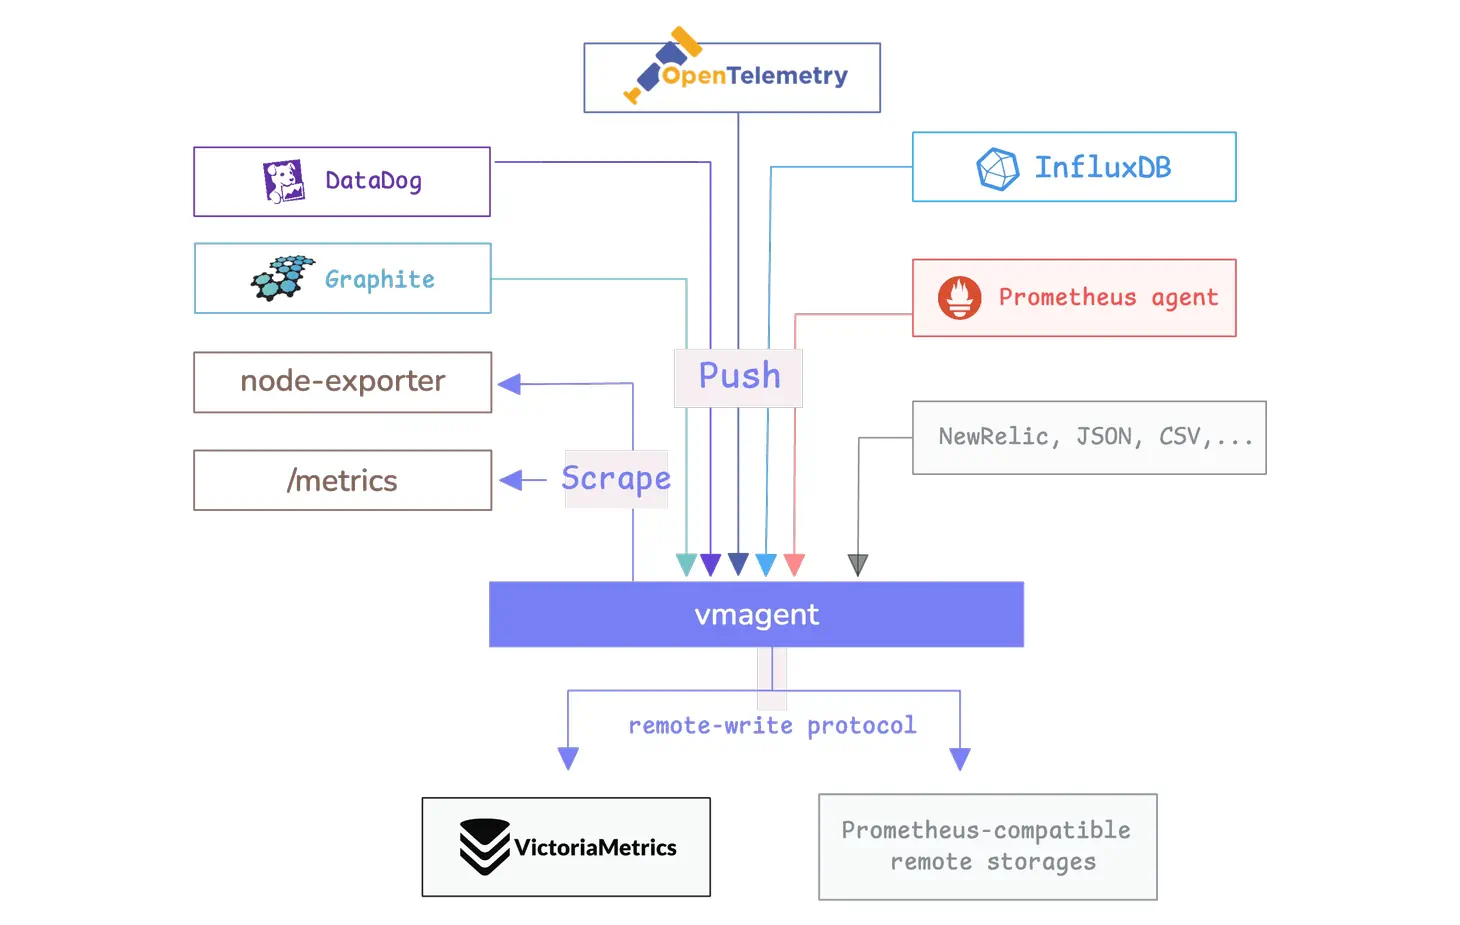 OpenTelemetry
DataDog
InfluxDB
Graphite
Prometheus agent
node-exporter
Push
NewRelic, JSON, CSV,...
/metrics
Scrape
vmagent
remote-write protocol
VictoriaMetrics
Prometheus-compatible
remote storages